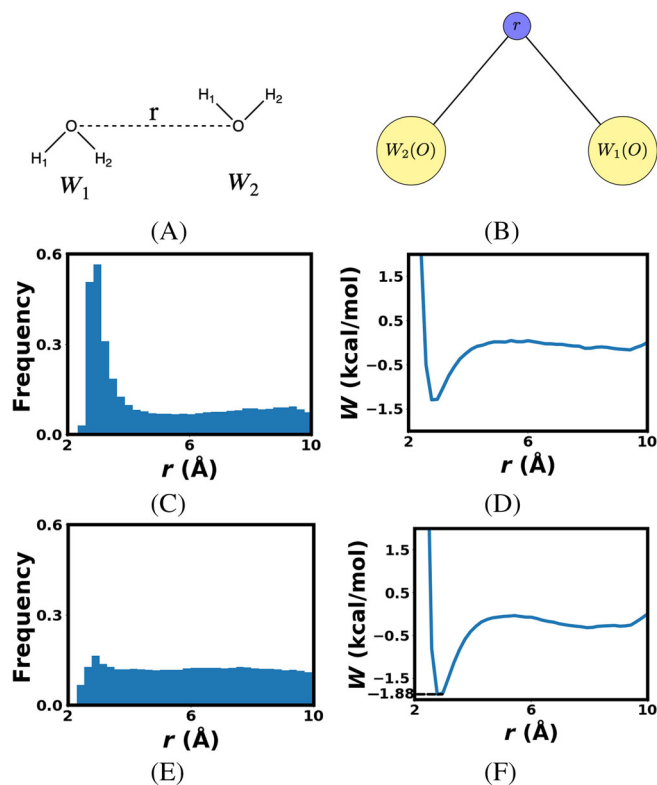 H1 H2
r
O O
H1 H2
W1 W2
(A)
r
W2(O) W1(O)
(B)
0.6
0.3
0.0
Frequency
2 6 10
r (Å)
(C)
1.5
0.5
−0.5
−1.5
W (kcal/mol)
2 6 10
r (Å)
(D)
0.6
0.3
0.0
Frequency
2 6 10
r (Å)
(E)
1.5
0.5
−0.5
−1.5
−1.88
W (kcal/mol)
2 6 10
r (Å)
(F)